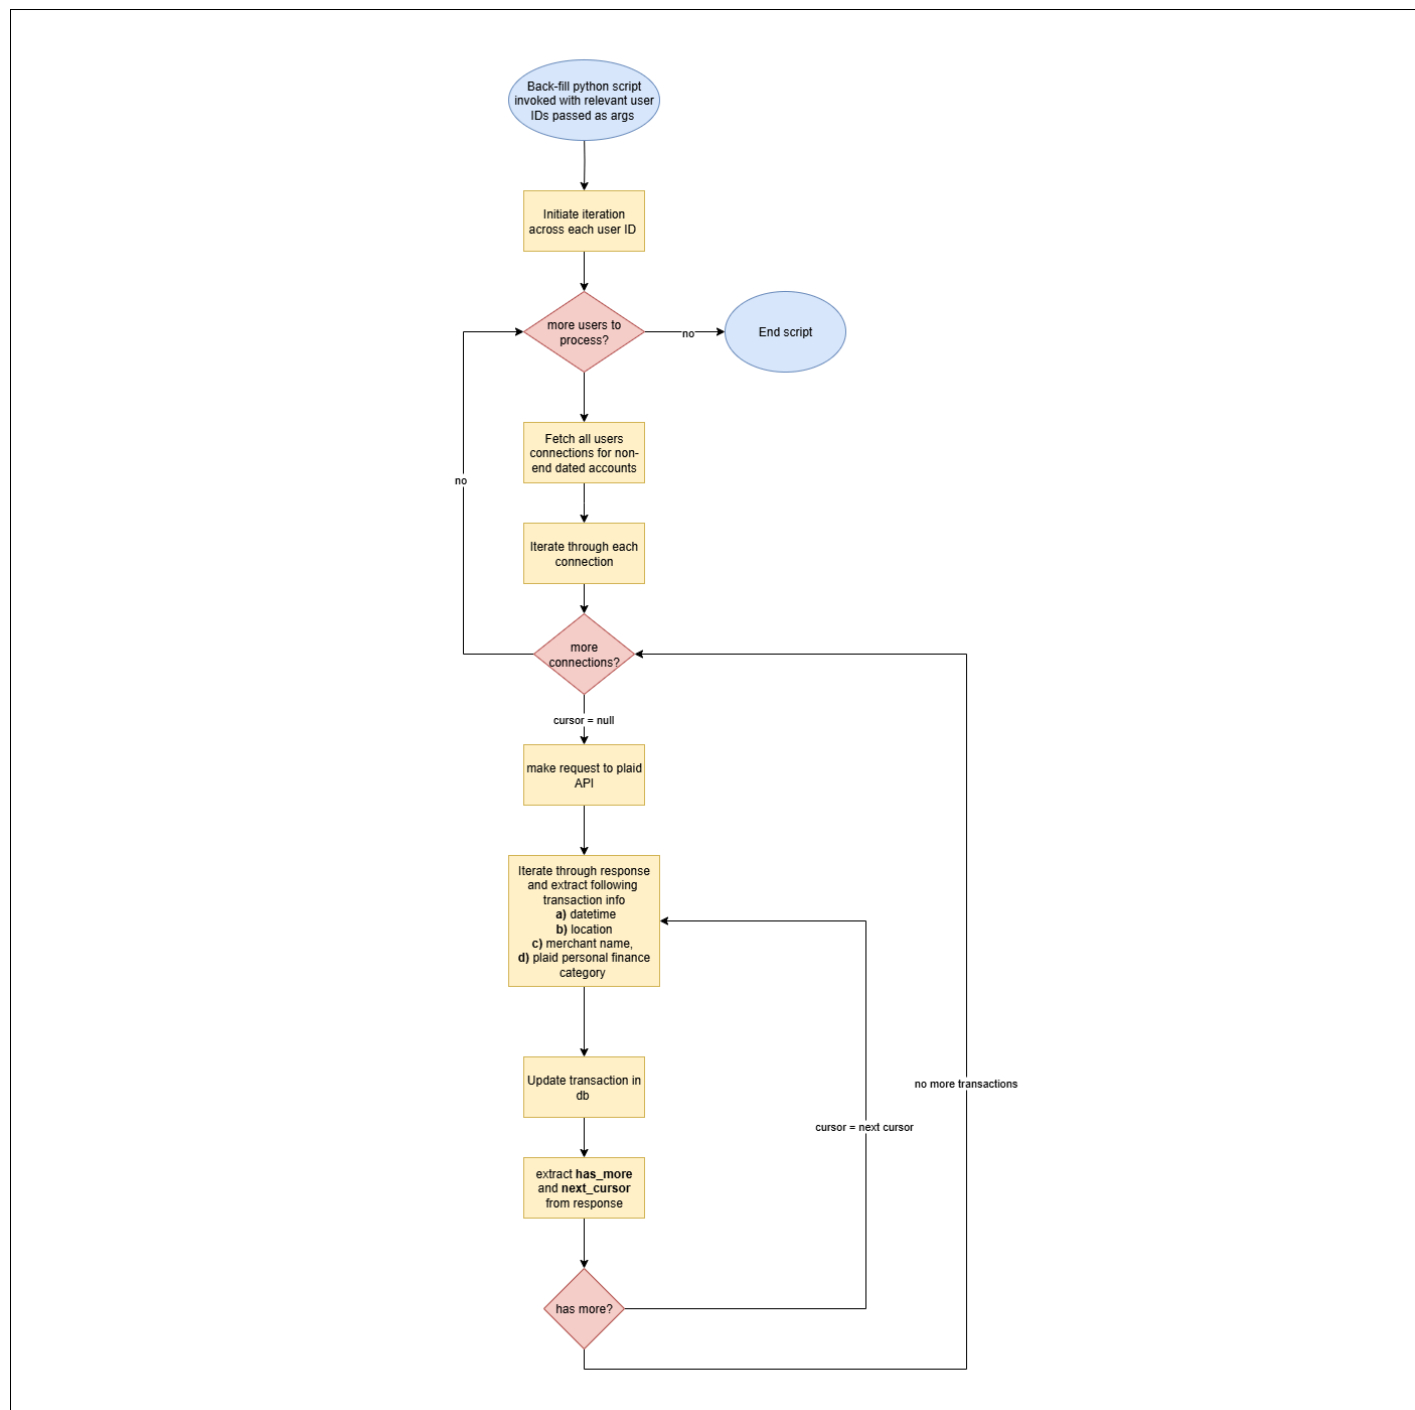 Back-fill python script
invoked with relevant user
IDs passed as args
Initiate iteration
across each user ID
more users to
process?
no
End script
Fetch all users
connections for non-
end dated accounts
no
Iterate through each
connection
more
connections?
cursor = null
make request to plaid
API
Iterate through response
and extract following
transaction info
a) datetime
b) location
c) merchant name,
d) plaid personal finance
category
Update transaction in
db
no more transactions
cursor = next cursor
extract has_more
and next_cursor
from response
has more?